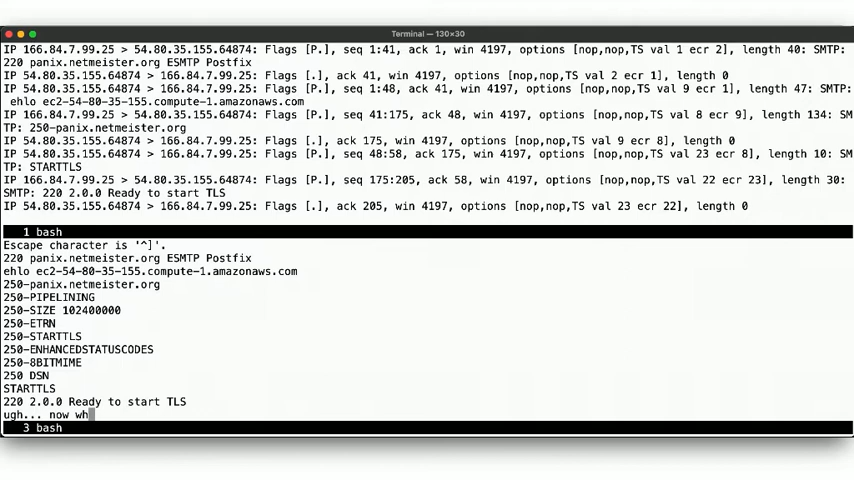 Terminal — 130×30
IP 166.84.7.99.25 > 54.80.35.155.64874: Flags [P.], seq 1:41, ack 1, win 4197, options [nop,nop,TS val 1 ecr 2], length 40: SMTP:
220 panix.netmeister.org ESMTP Postfix
IP 54.80.35.155.64874 > 166.84.7.99.25: Flags [.], ack 41, win 4197, options [nop,nop,TS val 2 ecr 1], length 0
IP 54.80.35.155.64874 > 166.84.7.99.25: Flags [P.], seq 1:48, ack 41, win 4197, options [nop,nop,TS val 9 ecr 1], length 47: SMTP:
ehlo ec2-54-80-35-155.compute-1.amazonaws.com
IP 166.84.7.99.25 > 54.80.35.155.64874: Flags [P.], seq 41:175, ack 48, win 4197, options [nop,nop,TS val 8 ecr 9], length 134: SM
TP: 250-panix.netmeister.org
IP 54.80.35.155.64874 > 166.84.7.99.25: Flags [.], ack 175, win 4197, options [nop,nop,TS val 9 ecr 8], length 0
IP 54.80.35.155.64874 > 166.84.7.99.25: Flags [P.], seq 48:58, ack 175, win 4197, options [nop,nop,TS val 23 ecr 8], length 10: SM
TP: STARTTLS
IP 166.84.7.99.25 > 54.80.35.155.64874: Flags [P.], seq 175:205, ack 58, win 4197, options [nop,nop,TS val 22 ecr 23], length 30:
SMTP: 220 2.0.0 Ready to start TLS
IP 54.80.35.155.64874 > 166.84.7.99.25: Flags [.], ack 205, win 4197, options [nop,nop,TS val 23 ecr 22], length 0
1 bash
Escape character is '^]'.
220 panix.netmeister.org ESMTP Postfix
ehlo ec2-54-80-35-155.compute-1.amazonaws.com
250-panix.netmeister.org
250-PIPELINING
250-SIZE 102400000
250-ETRN
250-STARTTLS
250-ENHANCEDSTATUSCODES
250-8BITMIME
250 DSN
STARTTLS
220 2.0.0 Ready to start TLS
ugh... now wh
3 bash